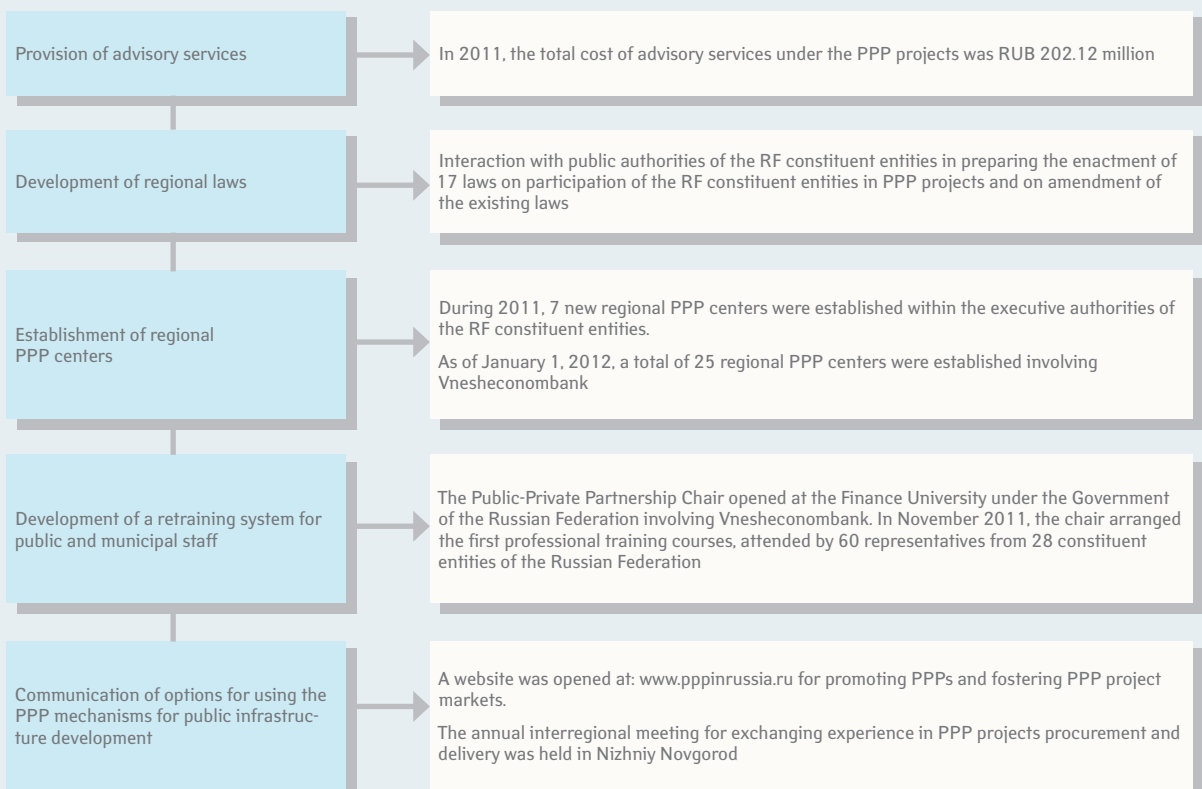 Provision of advisory services
In 2011, the total cost of advisory services under the PPP projects was RUB 202.12 million
Development of regional laws
Interaction with public authorities of the RF constituent entities in preparing the enactment of
17 laws on participation of the RF constituent entities in PPP projects and on amendment of
the existing laws
Establishment of regional
PPP centers
During 2011, 7 new regional PPP centers were established within the executive authorities of
the RF constituent entities.
As of January 1, 2012, a total of 25 regional PPP centers were established involving
Vnesheconombank
Development of a retraining system for
public and municipal staff
The Public-Private Partnership Chair opened at the Finance University under the Government
of the Russian Federation involving Vnesheconombank. In November 2011, the chair arranged
the first professional training courses, attended by 60 representatives from 28 constituent
entities of the Russian Federation
Communication of options for using the
PPP mechanisms for public infrastruc-
ture development
A website was opened at: www.pppinrussia.ru for promoting PPPs and fostering PPP project
markets.
The annual interregional meeting for exchanging experience in PPP projects procurement and
delivery was held in Nizhniy Novgorod